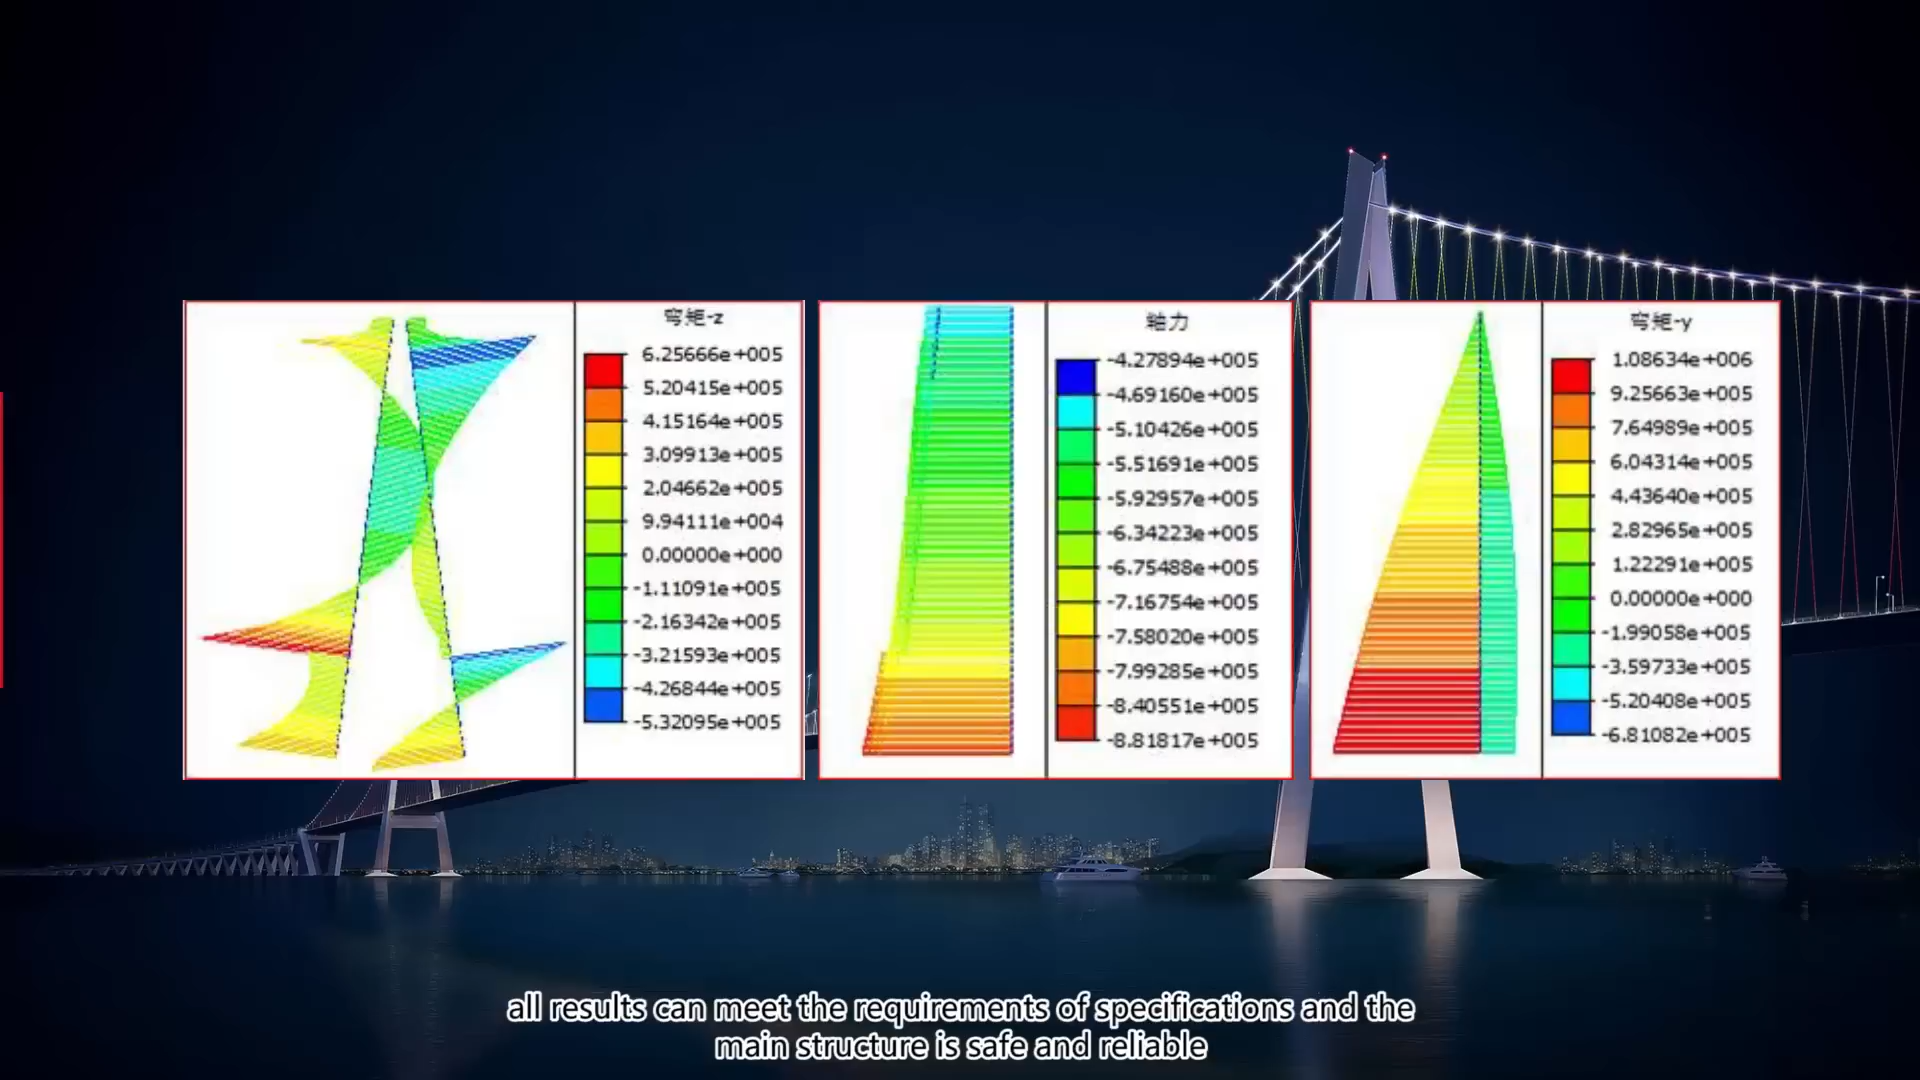 弯矩-z
6.25666e+005
5.20415e+005
4.15164e+005
3.09913e+005
2.04662e+005
9.94111e+004
0.00000e+000
-1.11091e+005
-2.16342e+005
-3.21593e+005
-4.26844e+005
-5.32095e+005
轴力
-4.27894e+005
-4.69160e+005
-5.10426e+005
-5.51691e+005
-5.92957e+005
-6.34223e+005
-6.75488e+005
-7.16754e+005
-7.58020e+005
-7.99285e+005
-8.40551e+005
-8.81817e+005
弯矩-y
1.08634e+006
9.25663e+005
7.64989e+005
6.04314e+005
4.43640e+005
2.82965e+005
1.22291e+005
0.00000e+000
-1.99058e+005
-3.59733e+005
-5.20408e+005
-6.81082e+005
all results can meet the requirements of specifications and the
main structure is safe and reliable